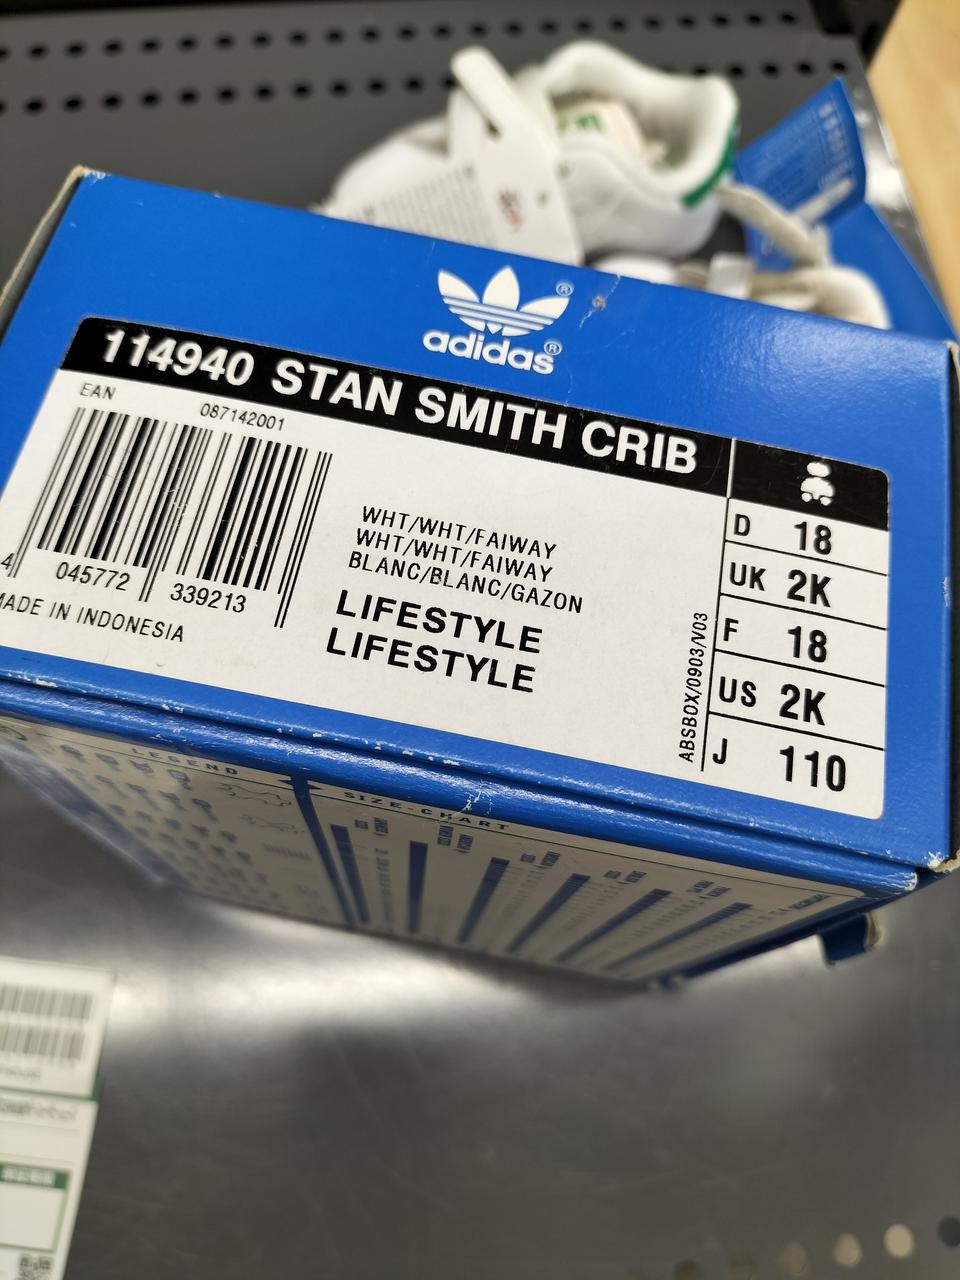 adidas
114940 STAN SMITH CRIB
EAN
087142001
4 045772 339213
MADE IN INDONESIA
WHT/WHT/FAIWAY
WHT/WHT/FAIWAY
BLANC/BLANC/GAZON
LIFESTYLE
LIFESTYLE
ABSBOX/0903/V03
D 18
UK 2K
F 18
US 2K
J 110
LEGEND
SIZE-CHART